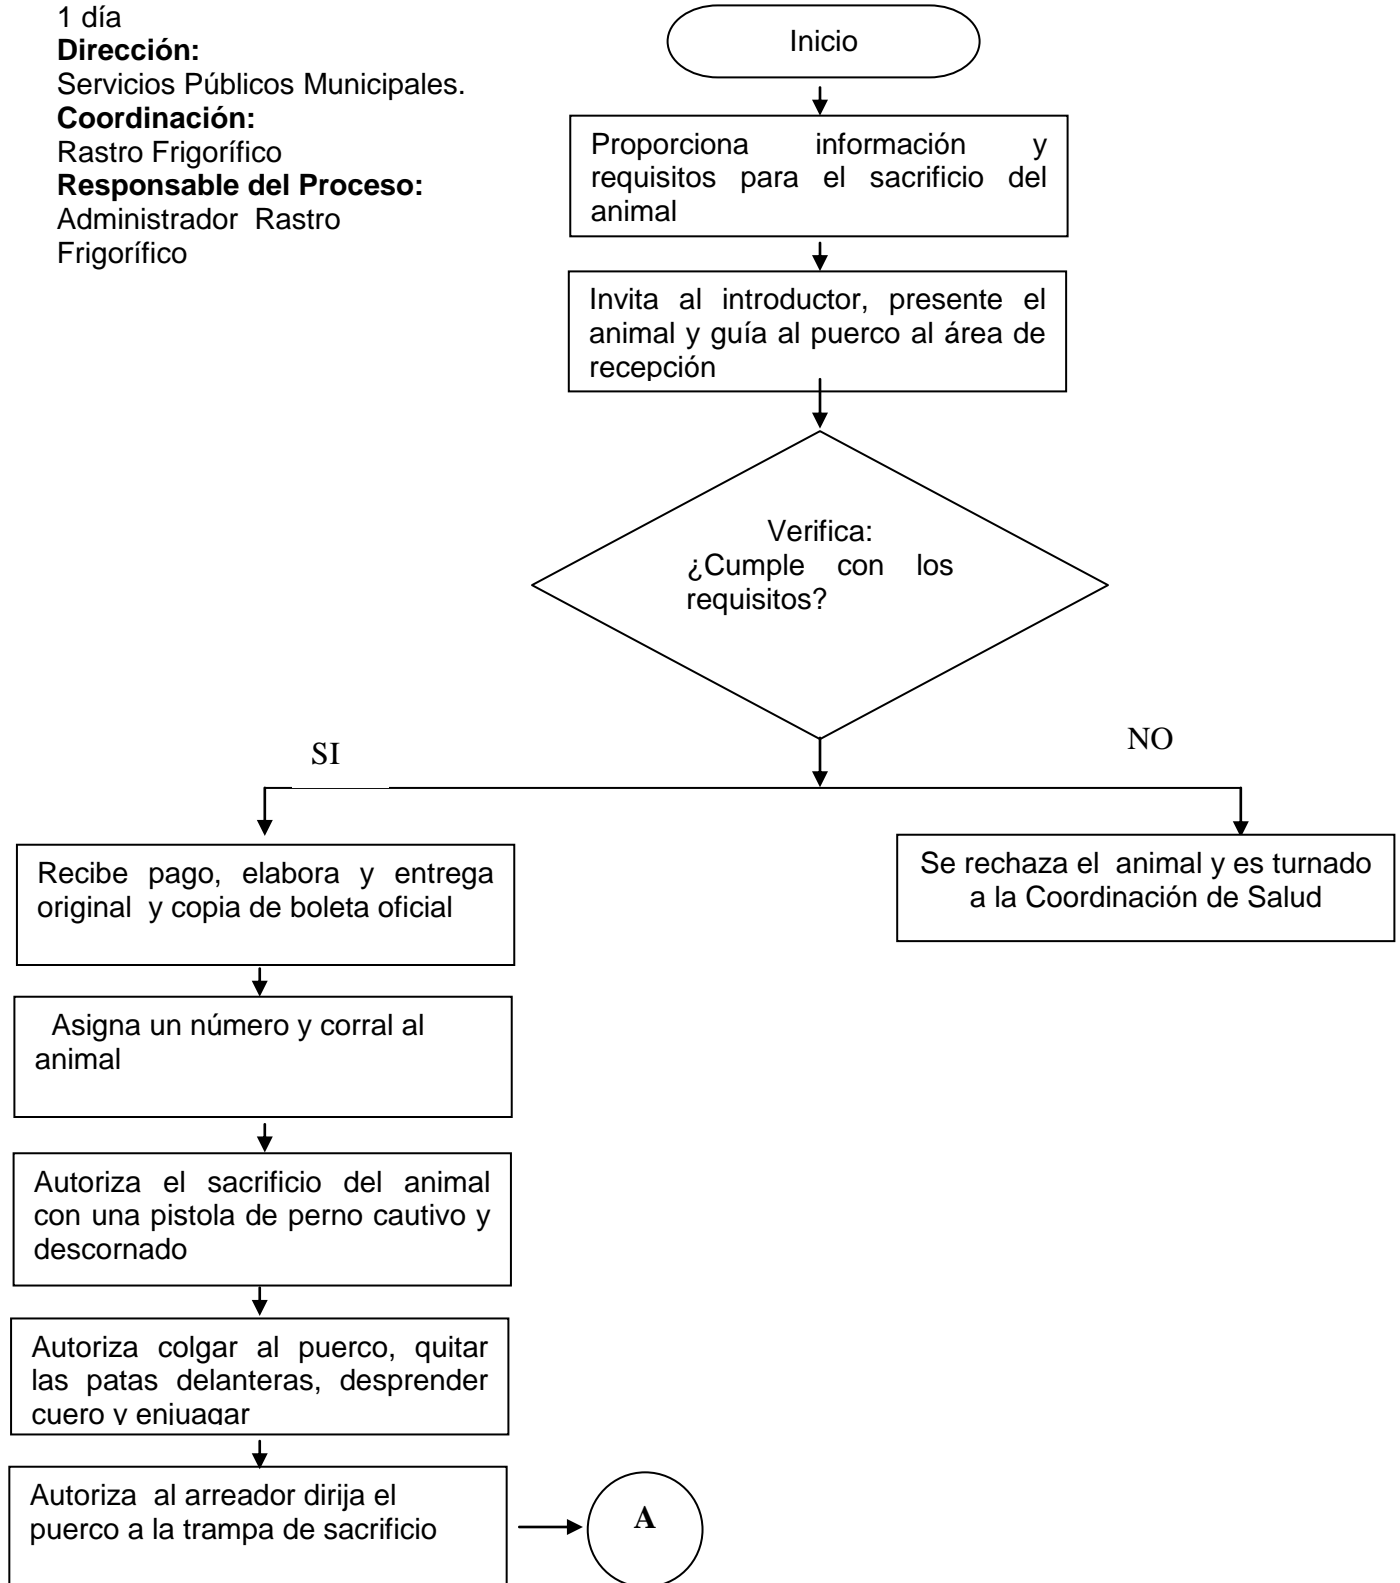 1 día
Dirección:
Servicios Públicos Municipales.
Coordinación:
Rastro Frigorífico
Responsable del Proceso:
Administrador Rastro
Frigorífico
Inicio
Proporciona información y
requisitos para el sacrificio del
animal
Invita al introductor, presente el
animal y guía al puerco al área de
recepción
Verifica:
¿Cumple con los
requisitos?
SI
NO
Recibe pago, elabora y entrega
original y copia de boleta oficial
Se rechaza el animal y es turnado
a la Coordinación de Salud
Asigna un número y corral al
animal
Autoriza el sacrificio del animal
con una pistola de perno cautivo y
descornado
Autoriza colgar al puerco, quitar
las patas delanteras, desprender
cuero y enjuagar
Autoriza al arreador dirija el
puerco a la trampa de sacrificio
A